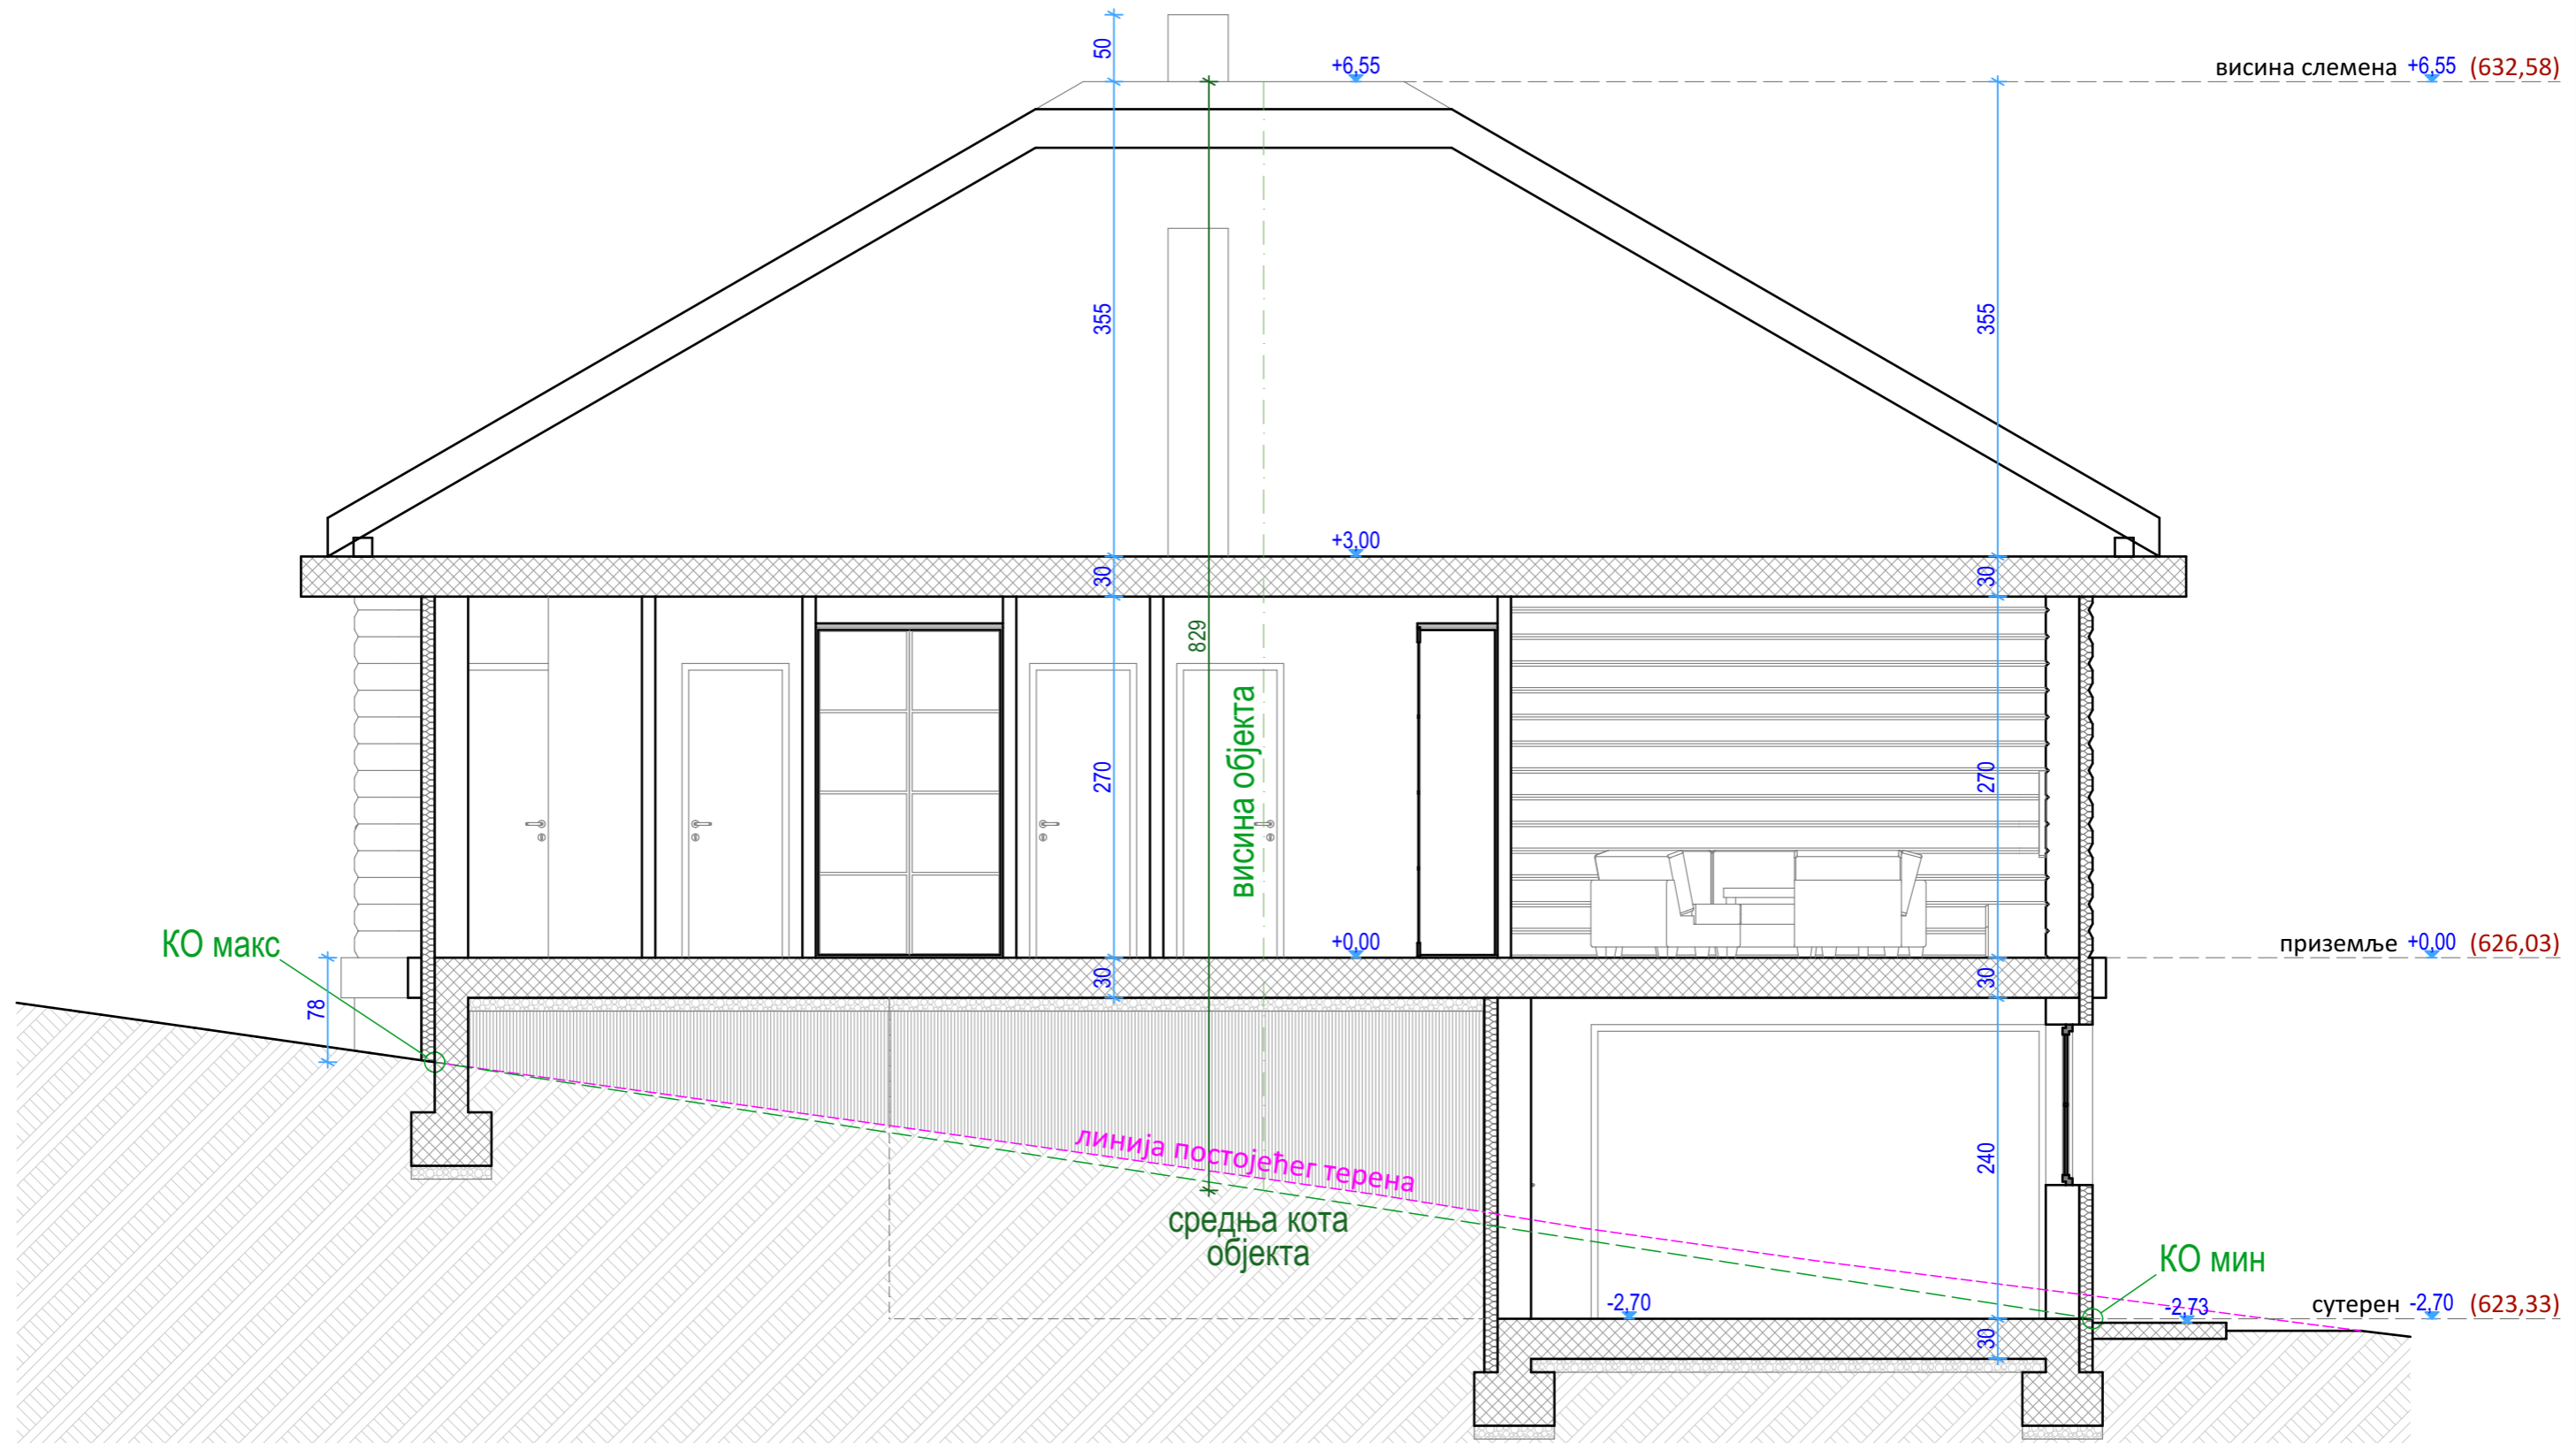 50
+6,55
висина слемена +6,55 (632,58)
355
355
+3,00
30
30
829
270
270
висина објекта
КО макс
+0,00
приземље +0,00 (626,03)
30
30
78
линија постојећег терена
240
средња кота
објекта
КО мин
-2,70
-2,73
сутерен -2,70 (623,33)
30